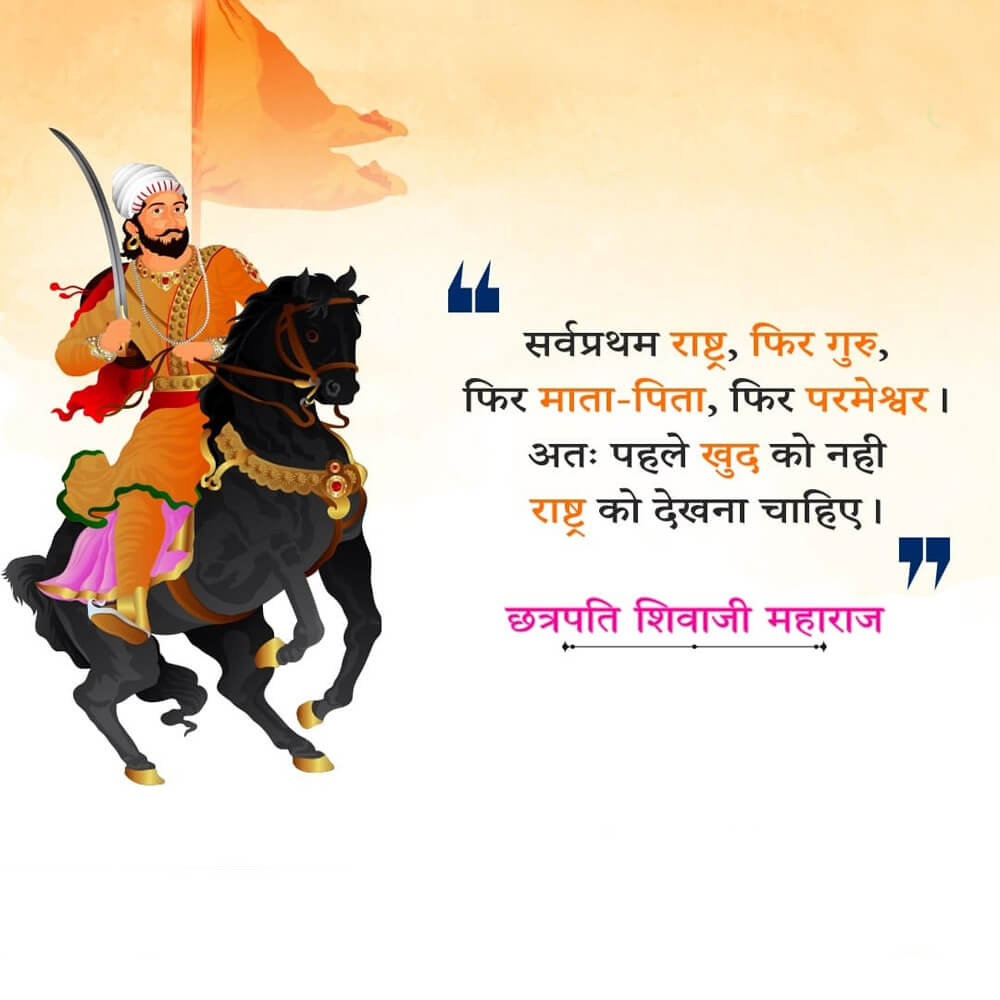 “
सर्वप्रथम राष्ट्र, फिर गुरु,
फिर माता-पिता, फिर परमेश्वर।
अतः पहले खुद को नही
राष्ट्र को देखना चाहिए।
”
छत्रपति शिवाजी महाराज